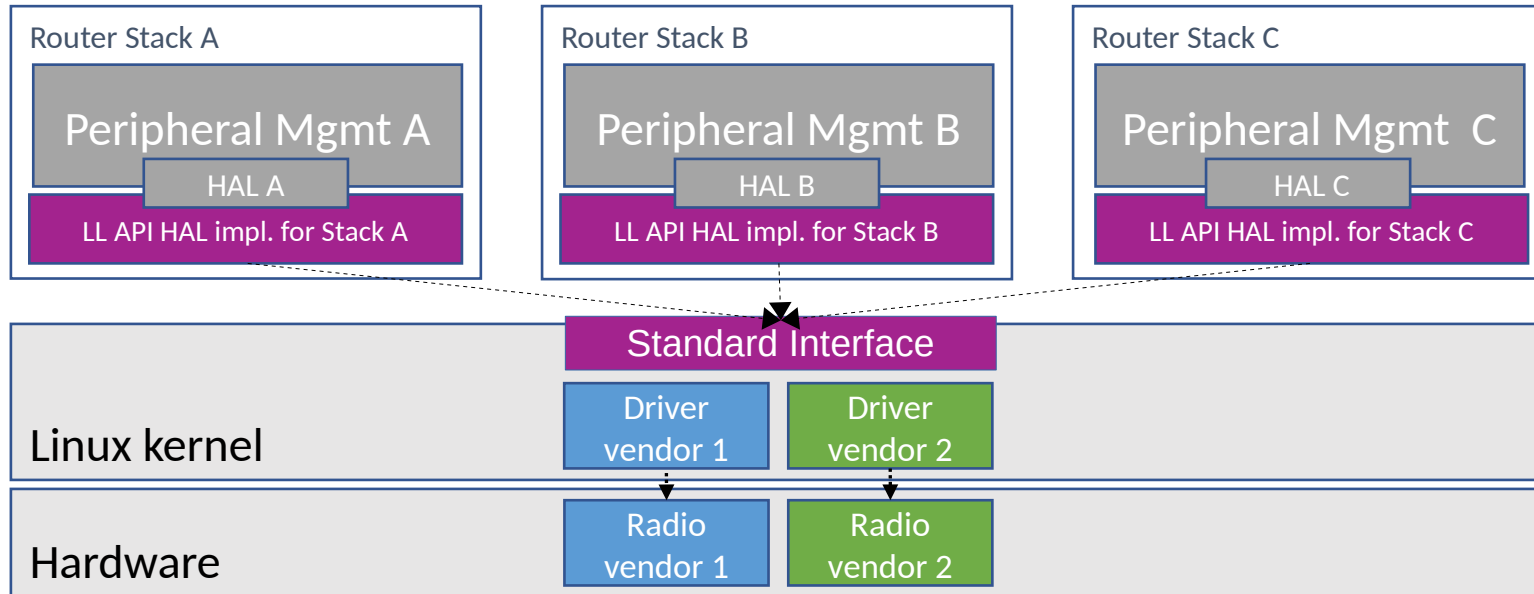 Router Stack A
Peripheral Mgmt A
HAL A
LL API HAL impl. for Stack A
Router Stack B
Peripheral Mgmt B
HAL B
LL API HAL impl. for Stack B
Router Stack C
Peripheral Mgmt  C
HAL C
LL API HAL impl. for Stack C
Standard Interface
Linux kernel
Driver
vendor 1
Driver
vendor 2
Hardware
Radio
vendor 1
Radio
vendor 2